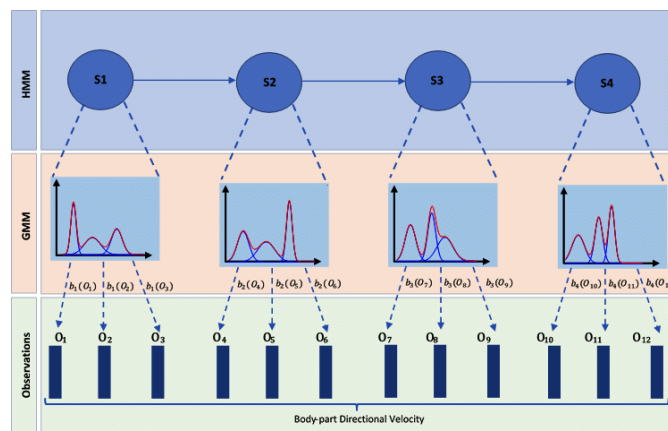 HMM
S1
S2
S3
S4
GMM
b₁(O₁) b₁(O₂) b₁(O₃)
b₂(O₄) b₂(O₅) b₂(O₆)
b₃(O₇) b₃(O₈) b₃(O₉)
b₄(O₁₀) b₄(O₁₁) b₄(O₁
Observations
O₁ O₂ O₃ O₄ O₅ O₆ O₇ O₈ O₉ O₁₀ O₁₁ O₁₂
Body-part Directional Velocity